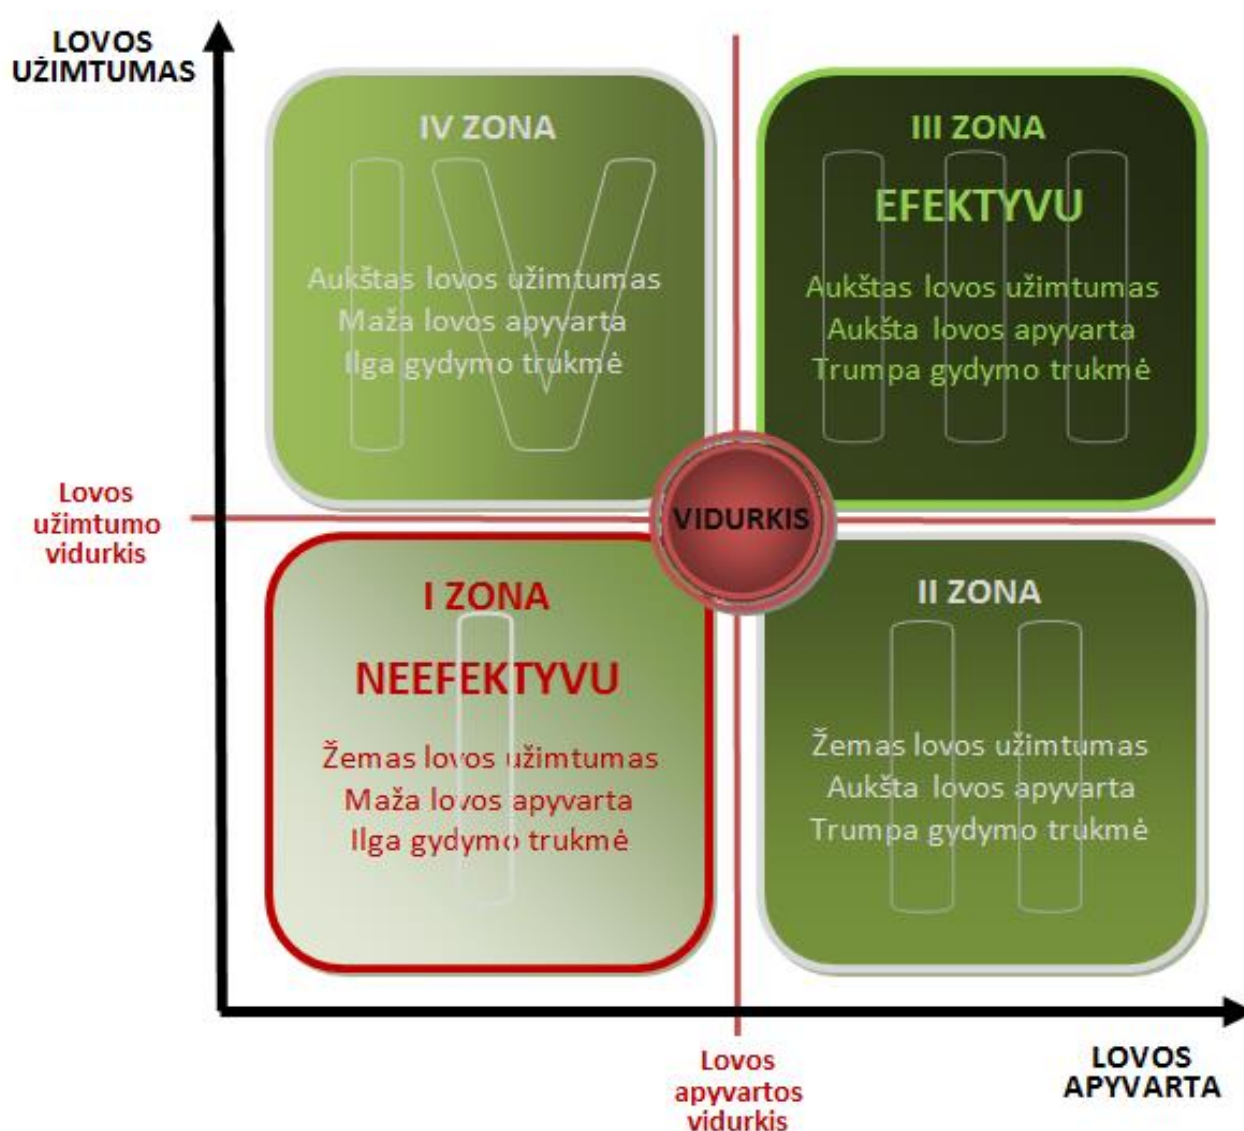 LOVOS
UŽIMTUMAS
IV ZONA
Aukštas lovos užimtumas
Maža lovos apyvarta
Ilga gydymo trukmė
III ZONA
EFEKTYVU
Aukštas lovos užimtumas
Aukšta lovos apyvarta
Trumpa gydymo trukmė
Lovos
užimtumo
vidurkis
VIDURKIS
I ZONA
NEEFEKTYVU
Žemas lovos užimtumas
Maža lovos apyvarta
Ilga gydymo trukmė
II ZONA
Žemas lovos užimtumas
Aukšta lovos apyvarta
Trumpa gydymo trukmė
Lovos
apyvartos
vidurkis
LOVOS
APYVARTA